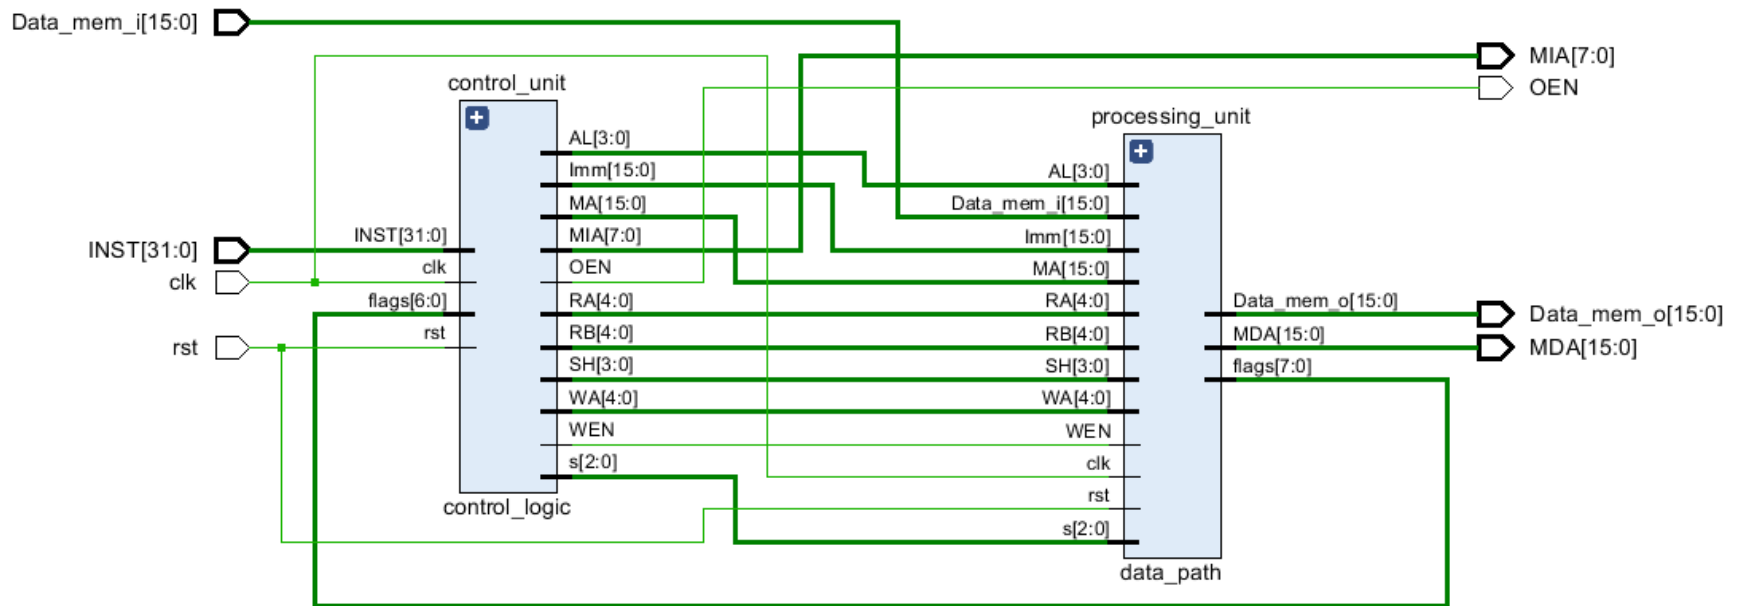 Data_mem_i[15:0]
MIA[7:0]
OEN
control_unit
processing_unit
AL[3:0]
Imm[15:0]
MA[15:0]
MIA[7:0]
OEN
RA[4:0]
RB[4:0]
SH[3:0]
WA[4:0]
WEN
s[2:0]
INST[31:0]
clk
flags[6:0]
rst
INST[31:0]
clk
rst
control_logic
AL[3:0]
Data_mem_i[15:0]
Imm[15:0]
MA[15:0]
RA[4:0]
RB[4:0]
SH[3:0]
WA[4:0]
WEN
clk
rst
s[2:0]
Data_mem_o[15:0]
MDA[15:0]
flags[7:0]
data_path
Data_mem_o[15:0]
MDA[15:0]